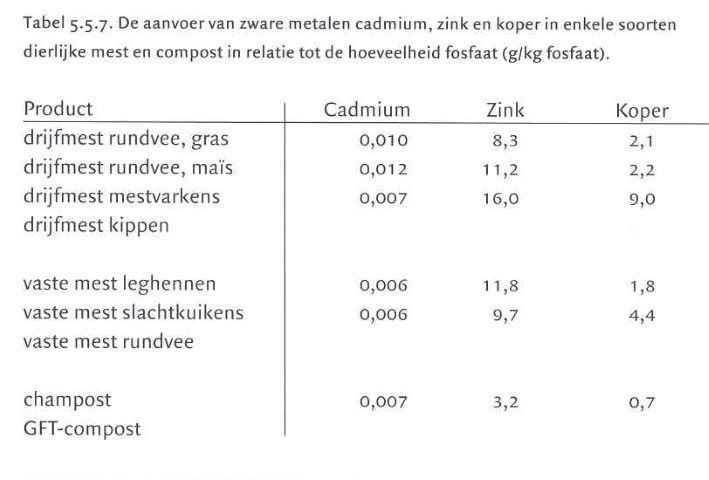 Tabel 5.5.7. De aanvoer van zware metalen cadmium, zink en koper in enkele soorten
dierlijke mest en compost in relatie tot de hoeveelheid fosfaat (g/kg fosfaat).
Product Cadmium Zink Koper
drijfmest rundvee, gras 0,010 8,3 2,1
drijfmest rundvee, maïs 0,012 11,2 2,2
drijfmest mestvarkens 0,007 16,0 9,0
drijfmest kippen
vaste mest leghennen 0,006 11,8 1,8
vaste mest slachtkuikens 0,006 9,7 4,4
vaste mest rundvee
champost 0,007 3,2 0,7
GFT-compost